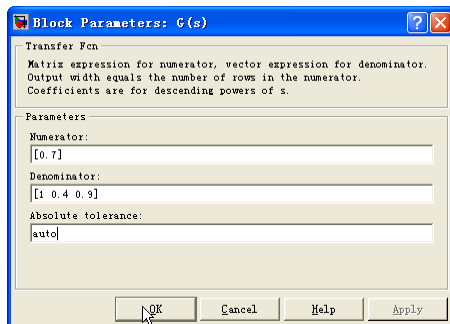 Block Parameters: G(s)
Transfer Fcn
Matrix expression for numerator, vector expression for denominator.
Output width equals the number of rows in the numerator.
Coefficients are for descending powers of s.
Parameters
Numerator:
[0.7]
Denominator:
[1 0.4 0.9]
Absolute tolerance:
auto
OK Cancel Help Apply